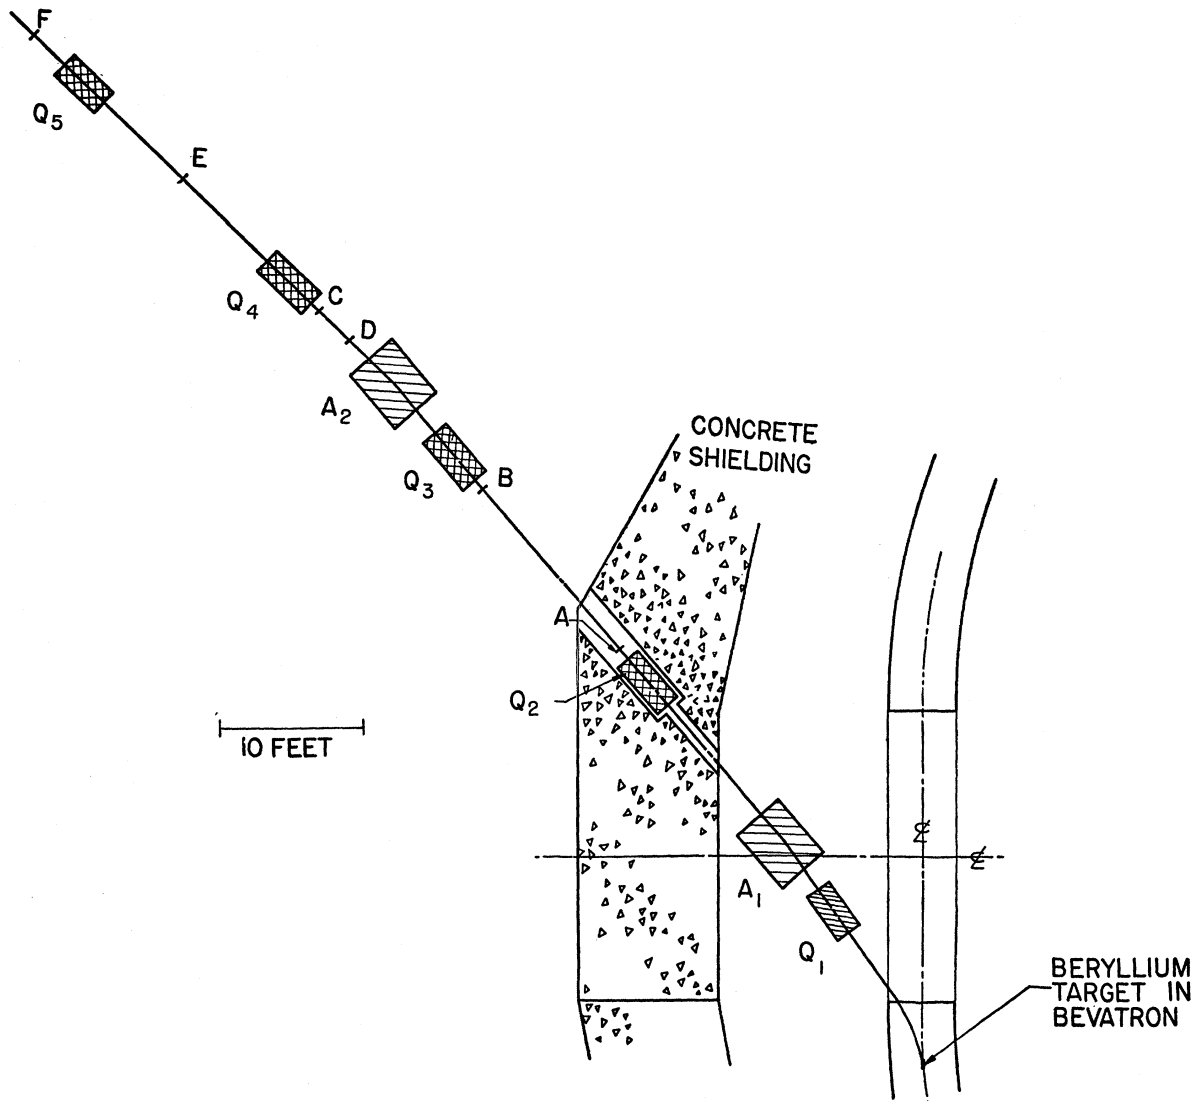 F
Q5
E
Q4
C
D
A2
Q3
B
CONCRETE
SHIELDING
A
Q2
10 FEET
℄
℄
A1
Q1
BERYLLIUM
TARGET IN
BEVATRON